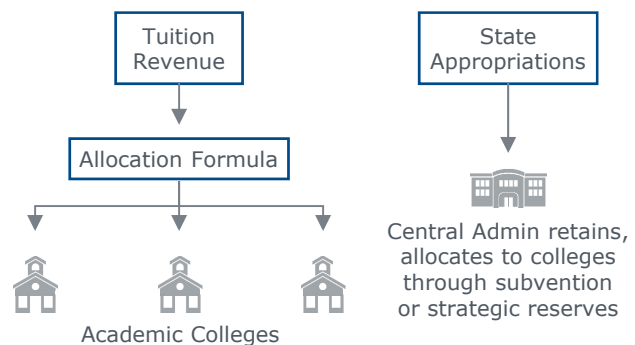 Tuition
Revenue
Allocation Formula
Academic Colleges
State
Appropriations
Central Admin retains,
allocates to colleges
through subvention
or strategic reserves